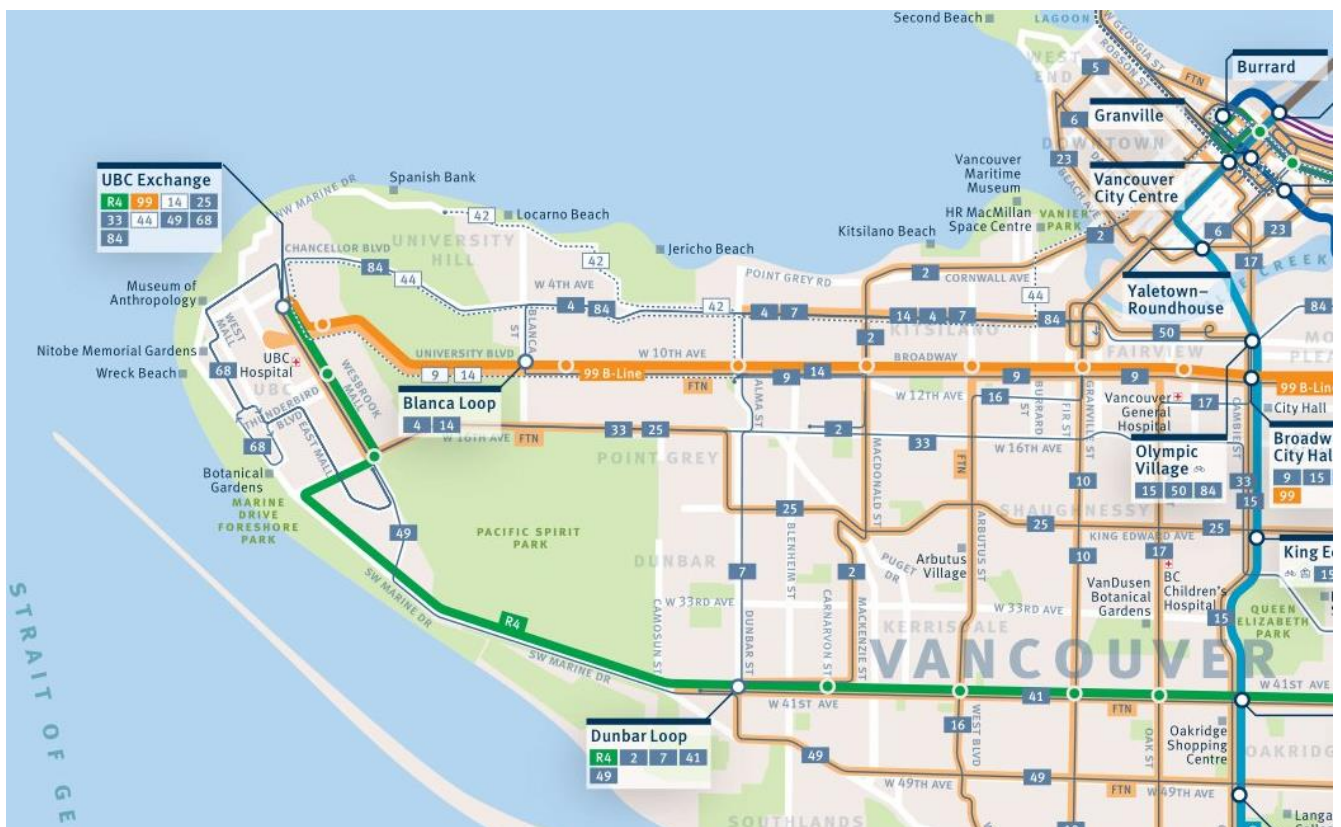 Second Beach
LAGOON
W GEORGIA ST
ROBSON ST
FTN
WEST
END
5
Burrard
Granville
6
DOWNTOWN
23
BEACH AVE
Vancouver
City Centre
Vancouver
Maritime
Museum
HR MacMillan
Space Centre
VANIER
PARK
2
6
23
17
Yaletown–
Roundhouse
84
UBC Exchange
R4 99 14 25
33 44 49 68
84
NW MARINE DR
Spanish Bank
42
Locarno Beach
42
Jericho Beach
Kitsilano Beach
POINT GREY RD
2
CORNWALL AVE
CHANCELLOR BLVD
UNIVERSITY
HILL
84
44
W 4TH AVE
42
44
Museum of
Anthropology
4
84
4
7
14
4
7
KITSILANO
84
50
BLANCA
ST
2
FAIRVIEW
WEST
MALL
Nitobe Memorial Gardens
Wreck Beach
UBC
Hospital
UBC
68
WESBROOK
MALL
UNIVERSITY BLVD
9
14
W 10TH AVE
BROADWAY
99 B-Line
FTN
9
14
9
9
99 B-Lin
Blanca Loop
4 14
ALMA ST
W 12TH AVE
16
BURRARD
ST
FIR ST
GRANVILLE ST
Vancouver
General
Hospital
17
CAMBIE ST
City Hall
THUNDERBIRD
BLVD
EAST MALL
68
W 16TH AVE
FTN
33
25
2
33
W 16TH AVE
Olympic
Village
15 50 84
Broadw
City Hal
9 15
99
POINT GREY
MACDONALD ST
FTN
10
33
15
Botanical
Gardens
MARINE
DRIVE
FORESHORE
PARK
49
PACIFIC SPIRIT
PARK
25
SHAUGHNESSY
25
25
KING EDWARD AVE
King E
19
DUNBAR
7
BLENHEIM ST
2
PUGET DR
Arbutus
Village
ARBUTUS ST
10
17
VanDusen
Botanical
Gardens
BC
Children's
Hospital
SW MARINE DR
R4
SW MARINE DR
CAMOSUN ST
DUNBAR ST
CARNARVON ST
MACKENZIE ST
W 33RD AVE
W 33RD AVE
KERRISDALE
15
QUEEN
ELIZABETH
PARK
VANCOUVER
STRAIT OF GE
W 41ST AVE
41
FTN
W 41ST AVE
Dunbar Loop
R4 2 7 41
49
16
WEST BLVD
OAK ST
Oakridge
Shopping
Centre
OAKRIDG
49
W 49TH AVE
49
FTN
W 49TH AVE
SOUTHLANDS
Langa